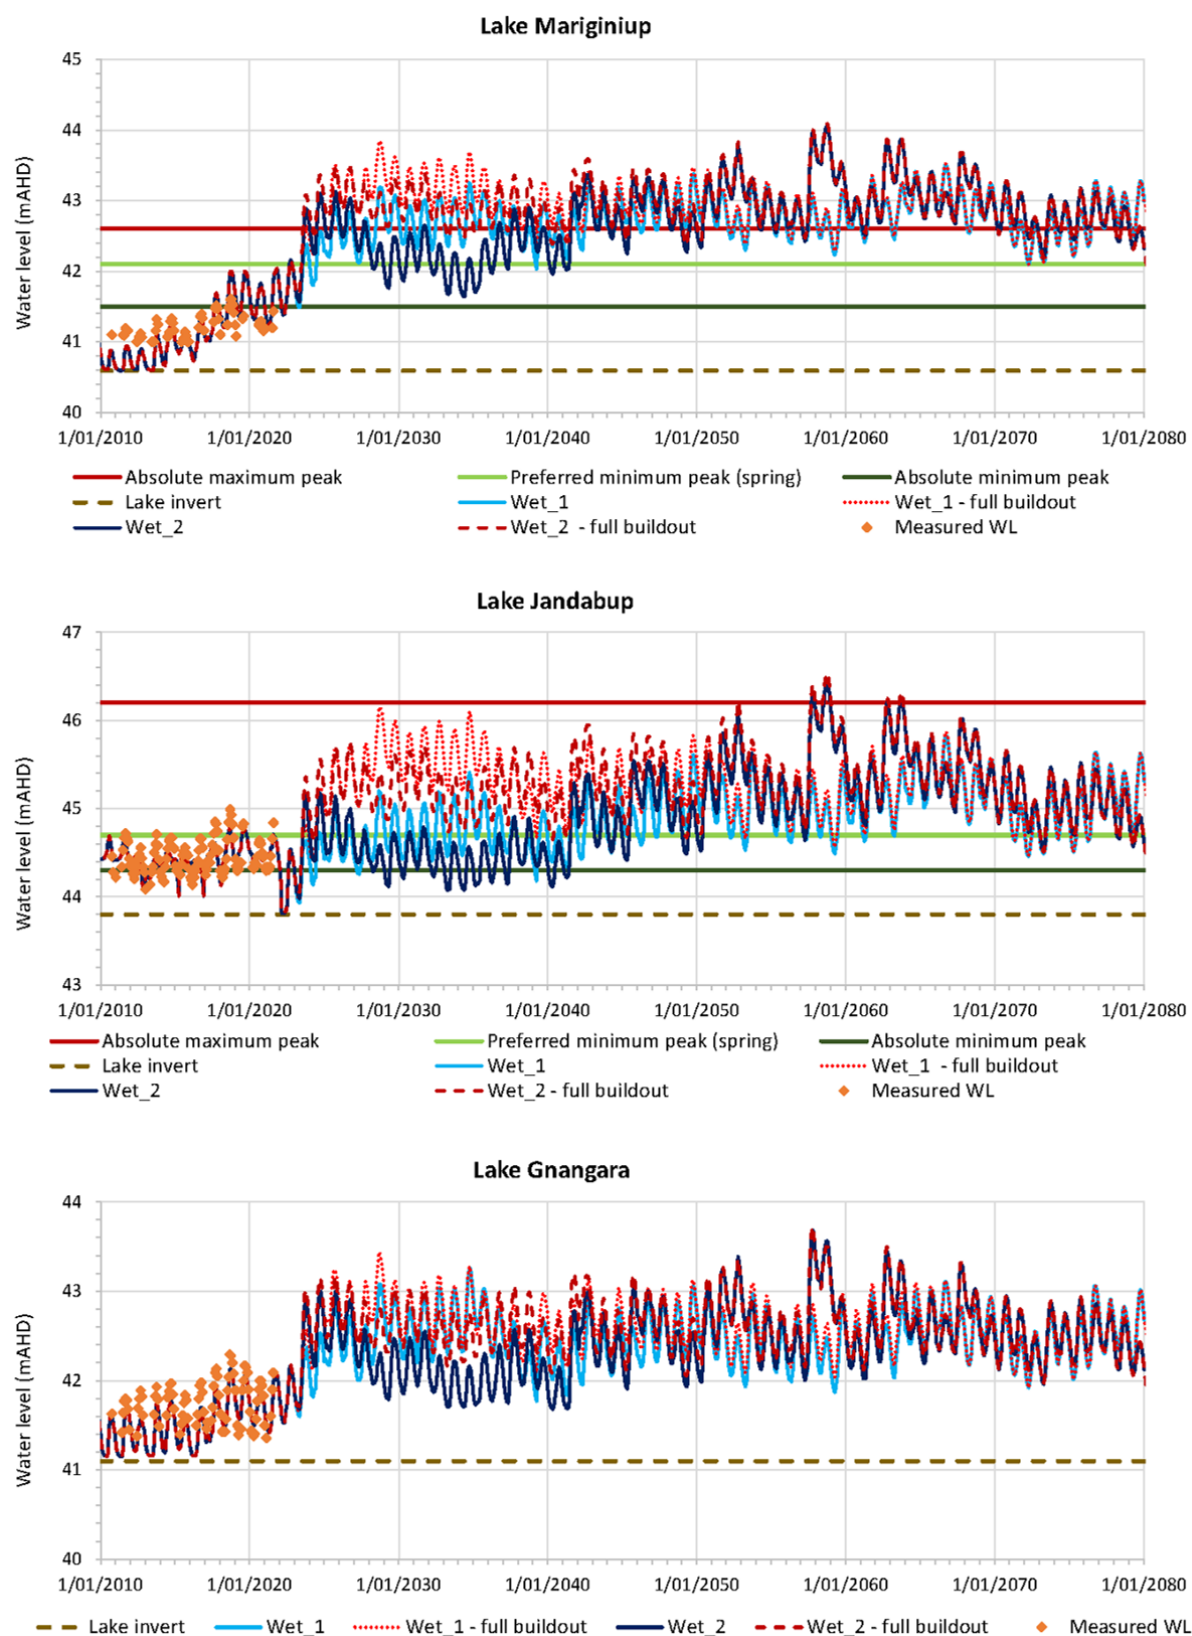 Lake Mariginiup
Water level (mAHD)
45
44
43
42
41
40
1/01/2010 1/01/2020 1/01/2030 1/01/2040 1/01/2050 1/01/2060 1/01/2070 1/01/2080
Absolute maximum peak Preferred minimum peak (spring) Absolute minimum peak
Lake invert Wet_1 Wet_1 - full buildout
Wet_2 Wet_2 - full buildout Measured WL
Lake Jandabup
Water level (mAHD)
47
46
45
44
43
1/01/2010 1/01/2020 1/01/2030 1/01/2040 1/01/2050 1/01/2060 1/01/2070 1/01/2080
Absolute maximum peak Preferred minimum peak (spring) Absolute minimum peak
Lake invert Wet_1 Wet_1 - full buildout
Wet_2 Wet_2 - full buildout Measured WL
Lake Gnangara
Water level (mAHD)
44
43
42
41
40
1/01/2010 1/01/2020 1/01/2030 1/01/2040 1/01/2050 1/01/2060 1/01/2070 1/01/2080
Lake invert Wet_1 Wet_1 - full buildout Wet_2 Wet_2 - full buildout Measured WL